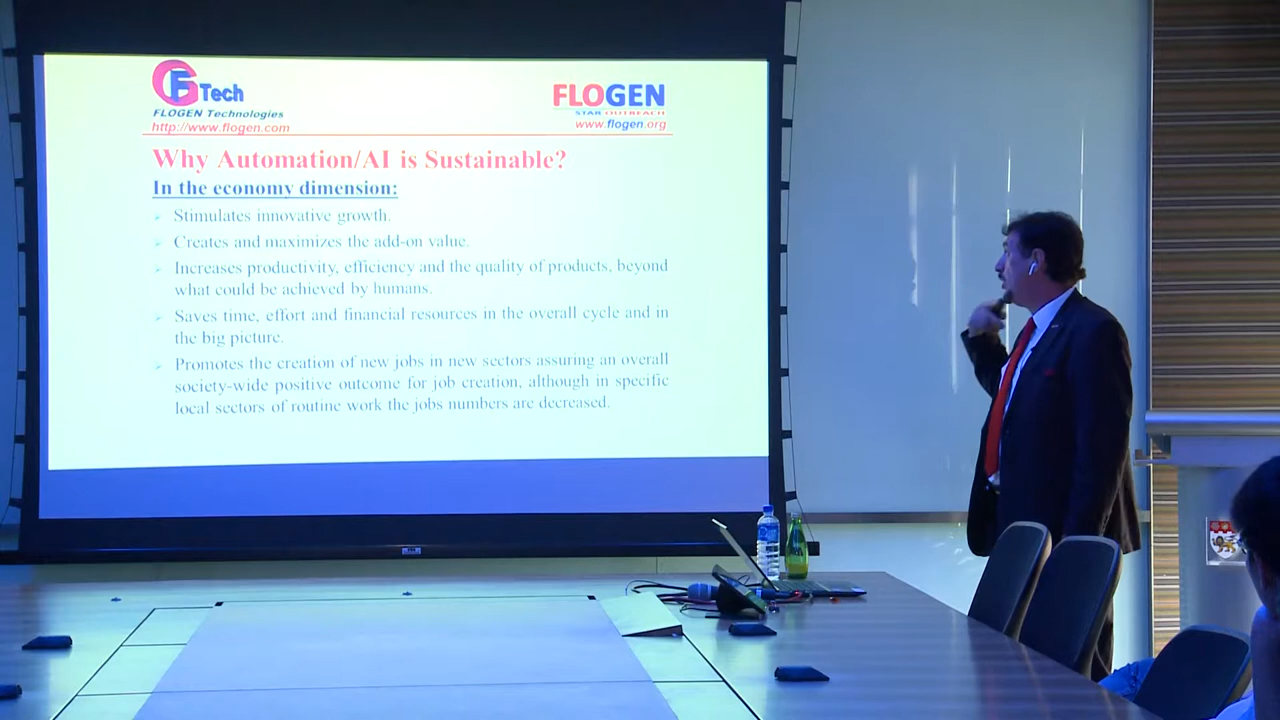 GF Tech
FLOGEN Technologies
http://www.flogen.com
FLOGEN
STAR OUTREACH
www.flogen.org
Why Automation/AI is Sustainable?
In the economy dimension:
Stimulates innovative growth.
Creates and maximizes the add-on value.
Increases productivity, efficiency and the quality of products, beyond
what could be achieved by humans.
Saves time, effort and financial resources in the overall cycle and in
the big picture.
Promotes the creation of new jobs in new sectors assuring an overall
society-wide positive outcome for job creation, although in specific
local sectors of routine work the jobs numbers are decreased.